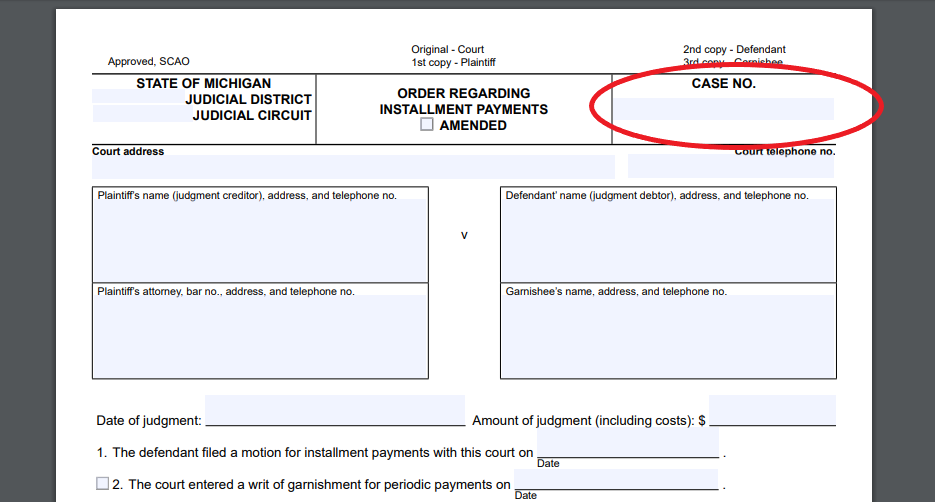 Approved, SCAO
Original - Court
1st copy - Plaintiff
2nd copy - Defendant
3rd copy - Garnishee
STATE OF MICHIGAN
JUDICIAL DISTRICT
JUDICIAL CIRCUIT
ORDER REGARDING
INSTALLMENT PAYMENTS
AMENDED
CASE NO.
Court address
Court telephone no.
Plaintiff's name (judgment creditor), address, and telephone no.
v
Defendant' name (judgment debtor), address, and telephone no.
Plaintiff's attorney, bar no., address, and telephone no.
Garnishee's name, address, and telephone no.
Date of judgment: Amount of judgment (including costs): $
1. The defendant filed a motion for installment payments with this court on .
Date
2. The court entered a writ of garnishment for periodic payments on .
Date